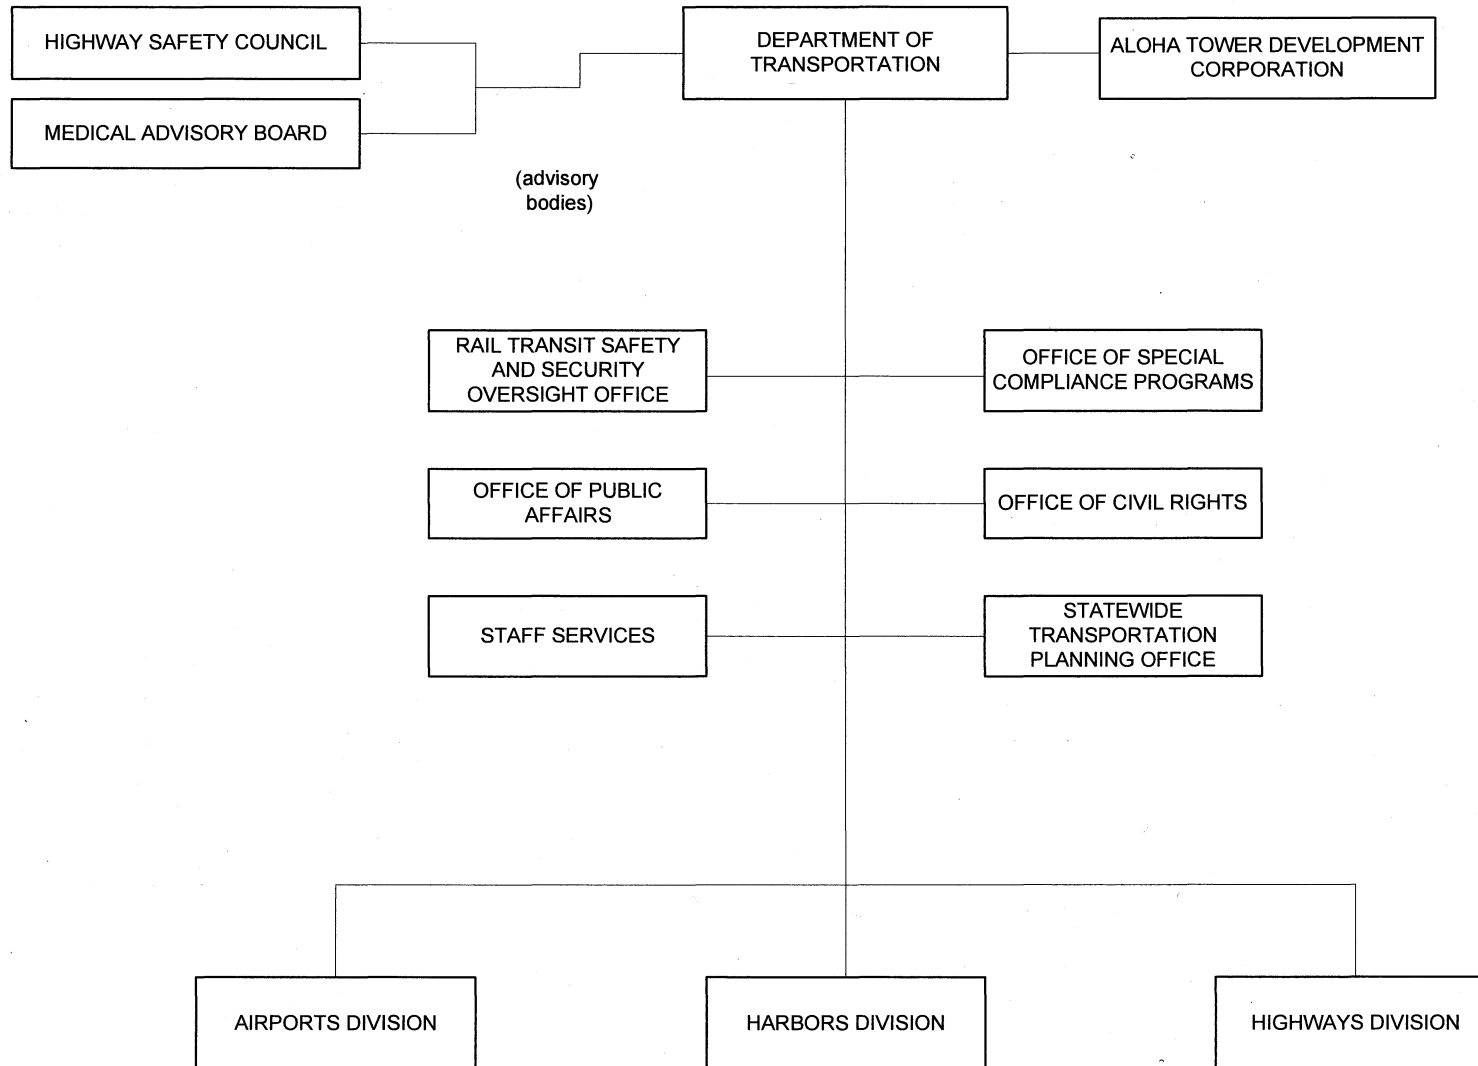 HIGHWAY SAFETY COUNCIL
DEPARTMENT OF
TRANSPORTATION
ALOHA TOWER DEVELOPMENT
CORPORATION
MEDICAL ADVISORY BOARD
(advisory
bodies)
RAIL TRANSIT SAFETY
AND SECURITY
OVERSIGHT OFFICE
OFFICE OF SPECIAL
COMPLIANCE PROGRAMS
OFFICE OF PUBLIC
AFFAIRS
OFFICE OF CIVIL RIGHTS
STAFF SERVICES
STATEWIDE
TRANSPORTATION
PLANNING OFFICE
AIRPORTS DIVISION
HARBORS DIVISION
HIGHWAYS DIVISION